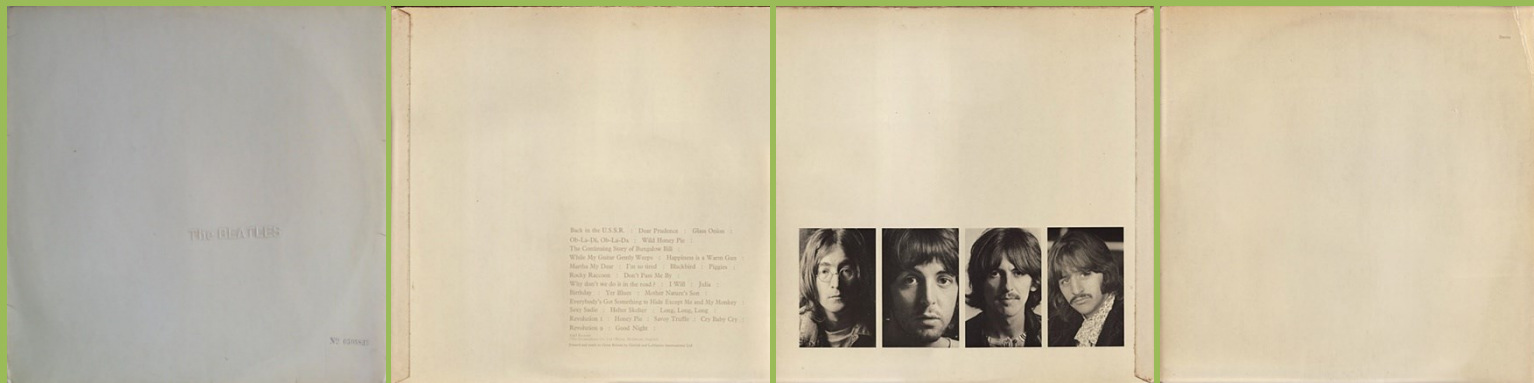 THE BEATLES
Back in the U.S.S.R. : Dear Prudence : Glass Onion :
Ob-La-Di, Ob-La-Da : Wild Honey Pie :
The Continuing Story of Bungalow Bill :
While My Guitar Gently Weeps : Happiness is a Warm Gun :
Martha My Dear : I'm so tired : Blackbird : Piggies :
Rocky Raccoon : Don't Pass Me By :
Why don't we do it in the road? : I Will : Julia :
Birthday : Yer Blues : Mother Nature's Son :
Everybody's Got Something to Hide Except Me and My Monkey :
Sexy Sadie : Helter Skelter : Long, Long, Long :
Revolution 1 : Honey Pie : Savoy Truffle : Cry Baby Cry :
Revolution 9 : Good Night :
Nº
Stereo